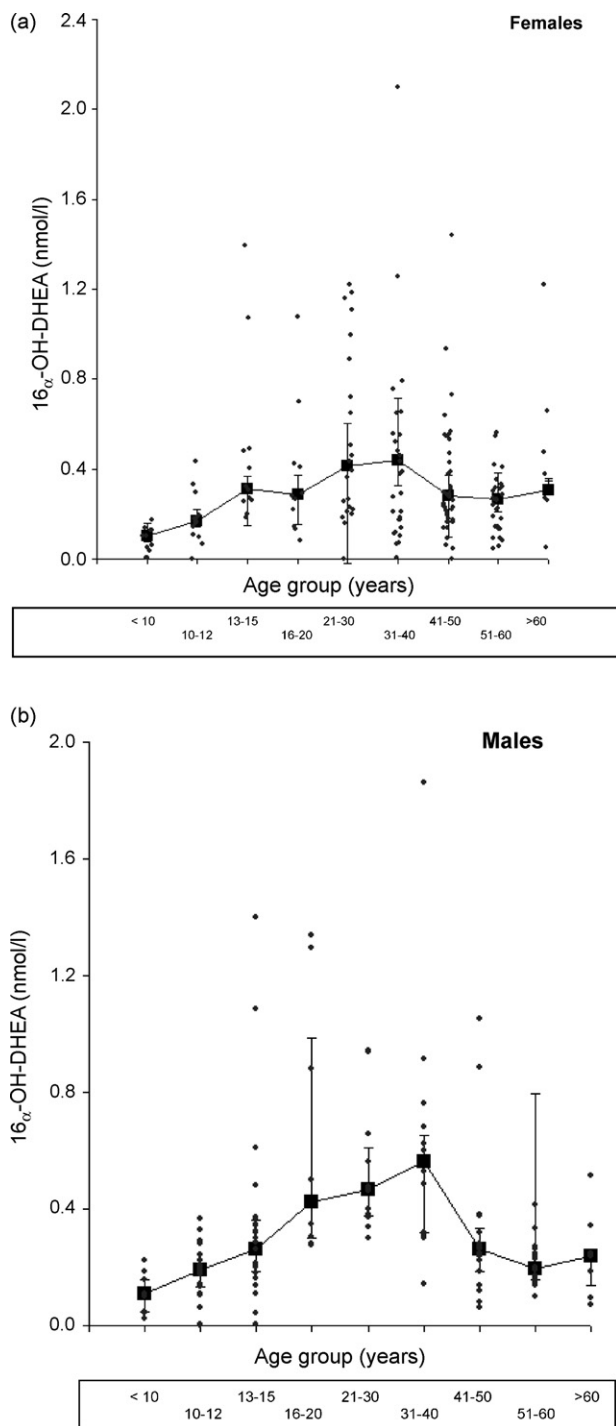 (a)
Females
2.4
2.0
1.6
1.2
0.8
0.4
0.0
16α-OH-DHEA (nmol/l)
Age group (years)
< 10 13-15 21-30 41-50 >60
10-12 16-20 31-40 51-60
(b)
Males
2.0
1.6
1.2
0.8
0.4
0.0
16α-OH-DHEA (nmol/l)
Age group (years)
< 10 13-15 21-30 41-50 >60
10-12 16-20 31-40 51-60